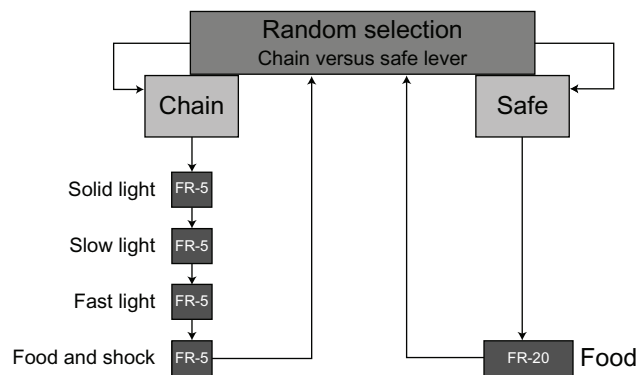 Random selection
Chain versus safe lever
Chain
Safe
Solid light
FR-5
Slow light
FR-5
Fast light
FR-5
Food and shock
FR-5
FR-20
Food